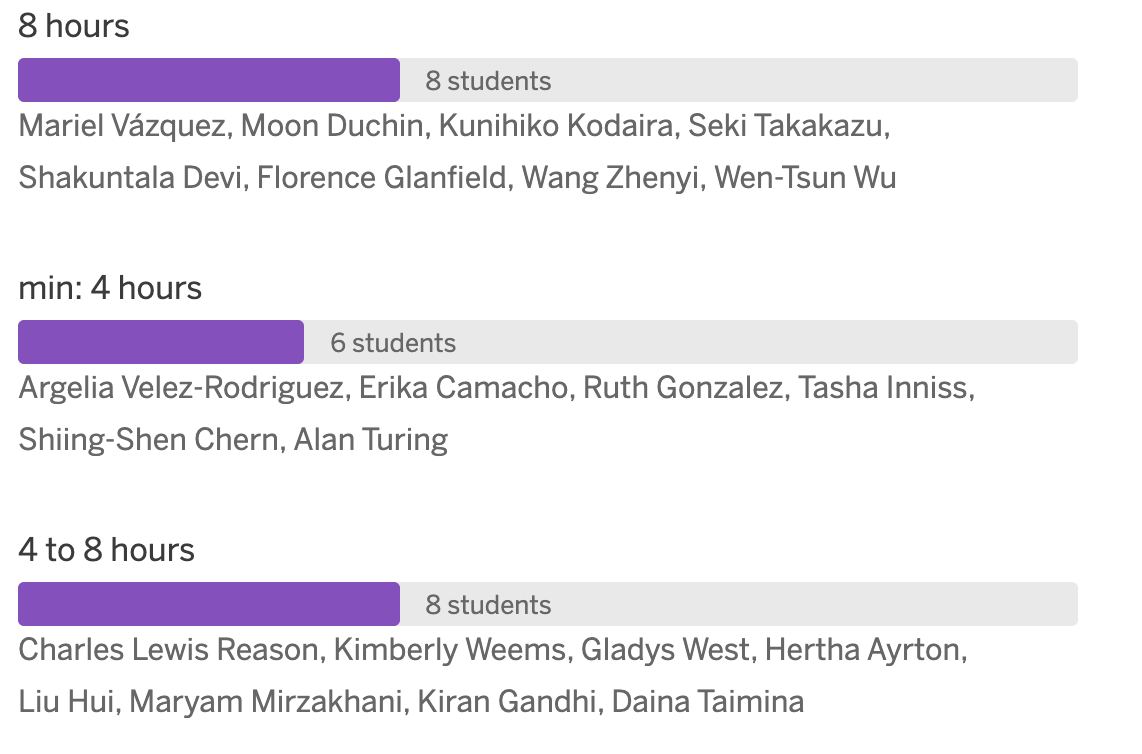 8 hours
8 students
Mariel Vázquez, Moon Duchin, Kunihiko Kodaira, Seki Takakazu,
Shakuntala Devi, Florence Glanfield, Wang Zhenyi, Wen-Tsun Wu
min: 4 hours
6 students
Argelia Velez-Rodriguez, Erika Camacho, Ruth Gonzalez, Tasha Inniss,
Shiing-Shen Chern, Alan Turing
4 to 8 hours
8 students
Charles Lewis Reason, Kimberly Weems, Gladys West, Hertha Ayrton,
Liu Hui, Maryam Mirzakhani, Kiran Gandhi, Daina Taimina